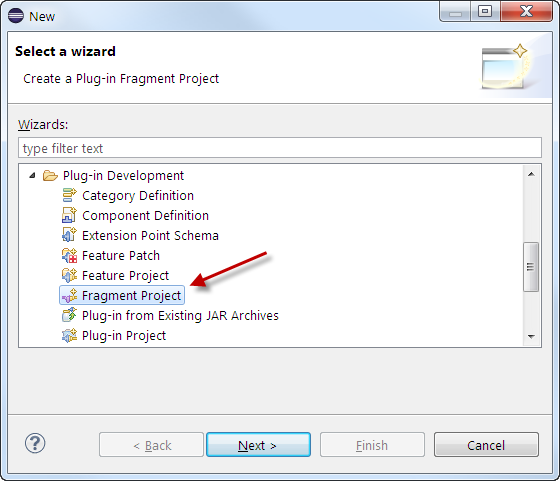 New
Select a wizard
Create a Plug-in Fragment Project
Wizards:
type filter text
Plug-in Development
Category Definition
Component Definition
Extension Point Schema
Feature Patch
Feature Project
Fragment Project
Plug-in from Existing JAR Archives
Plug-in Project
< Back Next > Finish Cancel